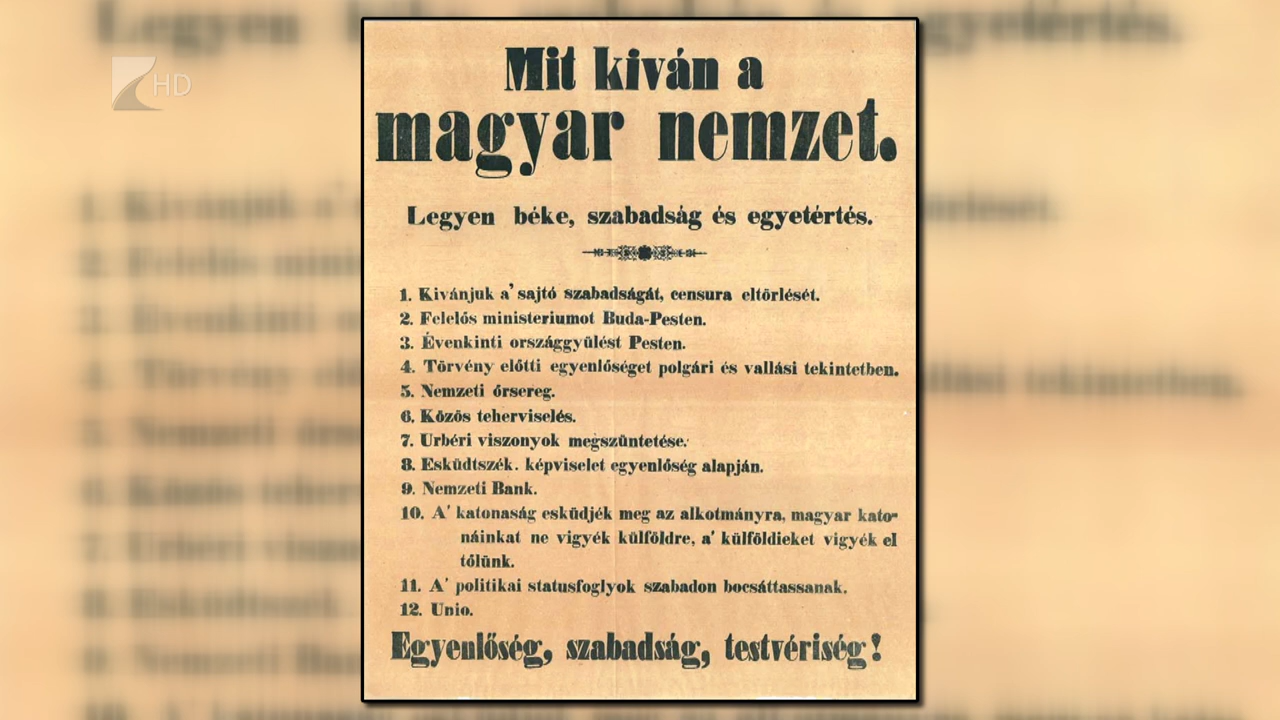 HD
Mit kiván a
magyar nemzet.
Legyen béke, szabadság és egyetértés.
1. Kivánjuk a' sajtó szabadságát, censura eltörlését.
2. Felelős ministeriumot Buda-Pesten.
3. Évenkinti országgyülést Pesten.
4. Törvény előtti egyenlőséget polgári és vallási tekintetben.
5. Nemzeti őrsereg.
6. Közös teherviselés.
7. Urbéri viszonyok megszüntetése.
8. Esküdtszék. képviselet egyenlőség alapján.
9. Nemzeti Bank.
10. A' katonaság esküdjék meg az alkotmányra, magyar kato-
náinkat ne vigyék külföldre, a' külföldieket vigyék el
tőlünk.
11. A' politikai statusfoglyok szabadon bocsáttassanak.
12. Unio.
Egyenlőség, szabadság, testvériség!